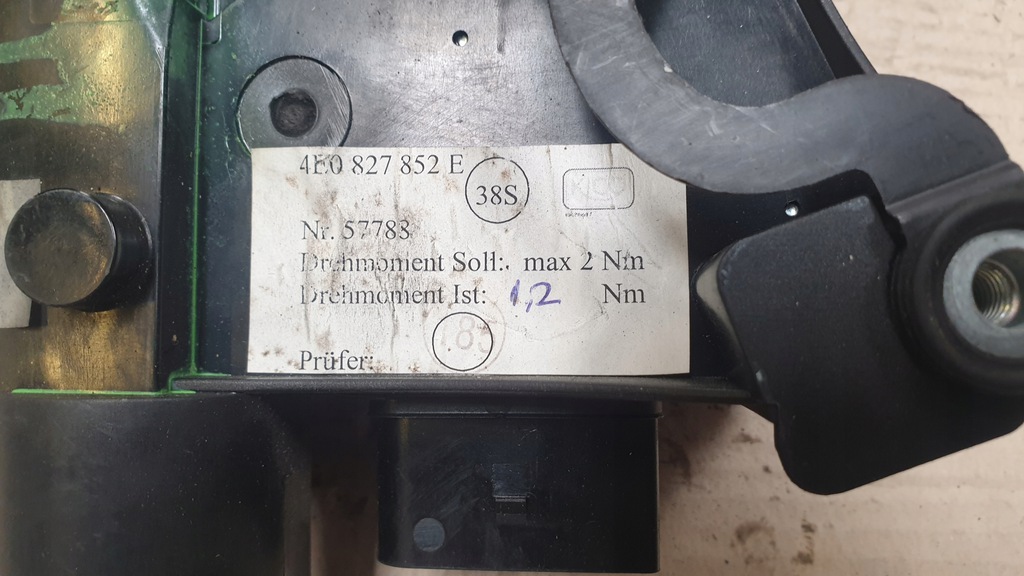 4E0 827 852 E
38S
Nr. 57788
Drehmoment Soll: max 2 Nm
Drehmoment Ist: 1,2 Nm
Prüfer: